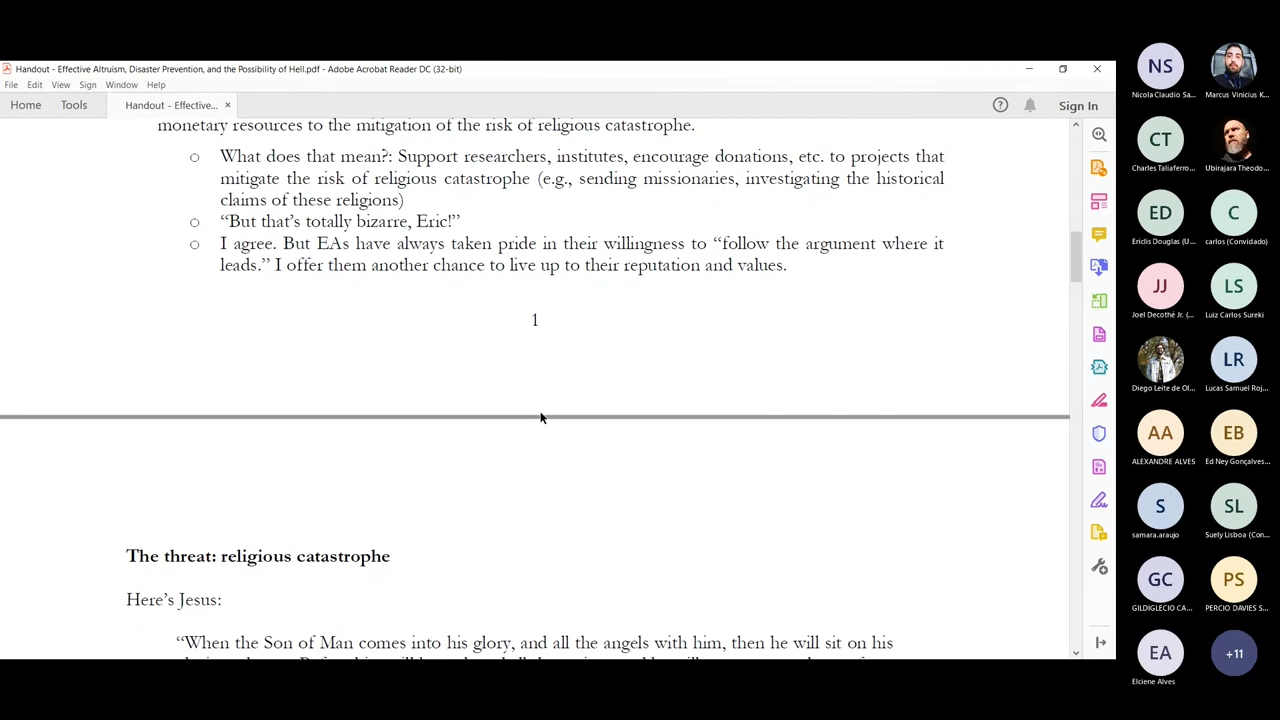 Handout - Effective Altruism, Disaster Prevention, and the Possibility of Hell.pdf - Adobe Acrobat Reader DC (32-bit)
File Edit View Sign Window Help
Home Tools Handout - Effective... × Sign In
monetary resources to the mitigation of the risk of religious catastrophe.
○ What does that mean?: Support researchers, institutes, encourage donations, etc. to projects that
mitigate the risk of religious catastrophe (e.g., sending missionaries, investigating the historical
claims of these religions)
○ “But that’s totally bizarre, Eric!”
○ I agree. But EAs have always taken pride in their willingness to “follow the argument where it
leads.” I offer them another chance to live up to their reputation and values.
1
The threat: religious catastrophe
Here’s Jesus:
“When the Son of Man comes into his glory, and all the angels with him, then he will sit on his
NS
Nicola Claudio Sa...
Marcus Vinicius K...
CT
Charles Taliaferro...
Ubirajara Theodo...
ED
Ericlis Douglas (U...
C
carlos (Convidado)
JJ
Joel Decothé Jr. (...
LS
Luiz Carlos Sureki
Diego Leite de Ol...
LR
Lucas Samuel Roj...
AA
ALEXANDRE ALVES
EB
Ed Ney Gonçalves...
S
samara.araujo
SL
Suely Lisboa (Con...
GC
GILDIGLECIO CA...
PS
PERCIO DAVIES S...
EA
Elciene Alves
+11